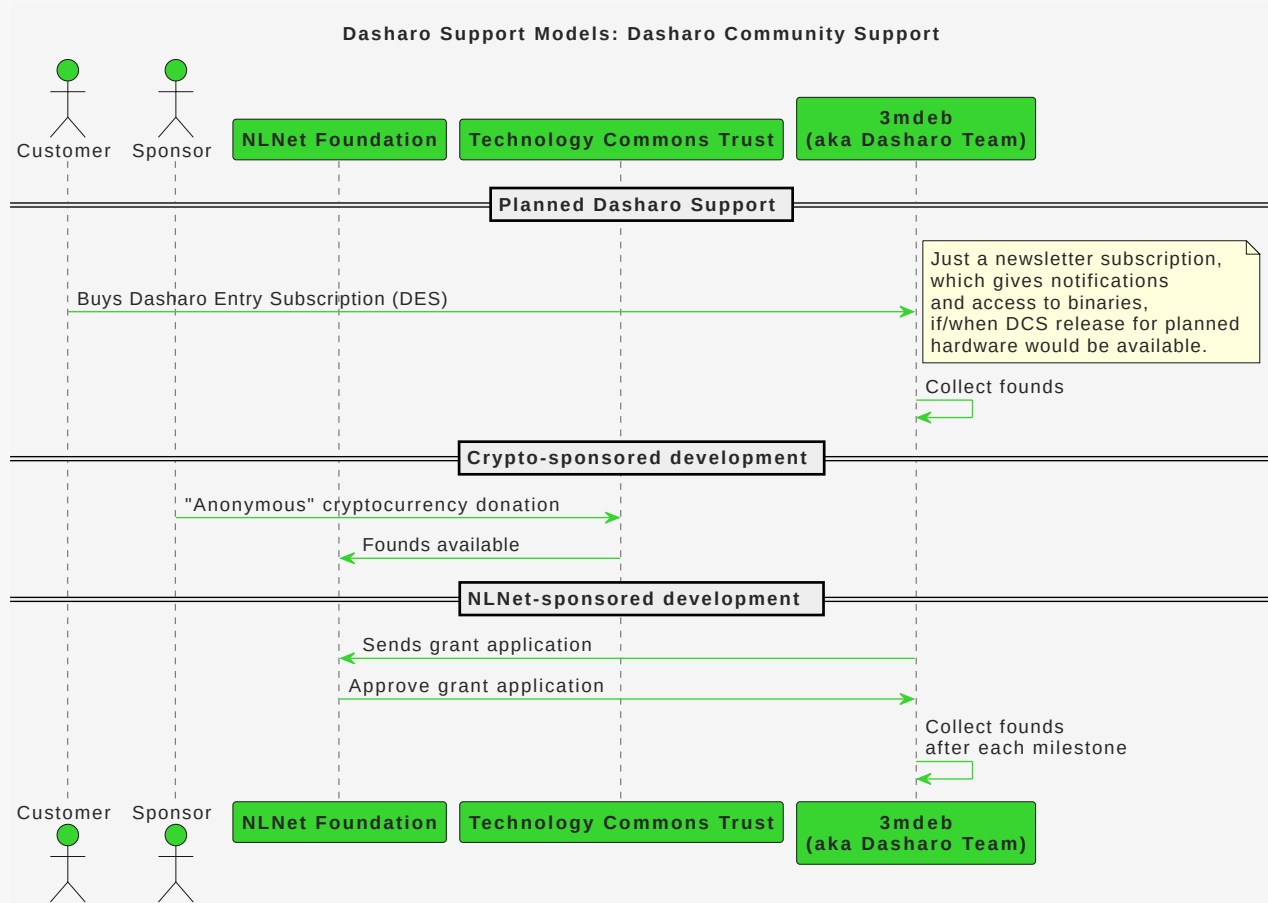 Dasharo Support Models: Dasharo Community Support
Customer
Sponsor
NLNet Foundation
Technology Commons Trust
3mdeb
(aka Dasharo Team)
Planned Dasharo Support
Just a newsletter subscription,
which gives notifications
and access to binaries,
if/when DCS release for planned
hardware would be available.
Buys Dasharo Entry Subscription (DES)
Collect founds
Crypto-sponsored development
"Anonymous" cryptocurrency donation
Founds available
NLNet-sponsored development
Sends grant application
Approve grant application
Collect founds
after each milestone
Customer
Sponsor
NLNet Foundation
Technology Commons Trust
3mdeb
(aka Dasharo Team)